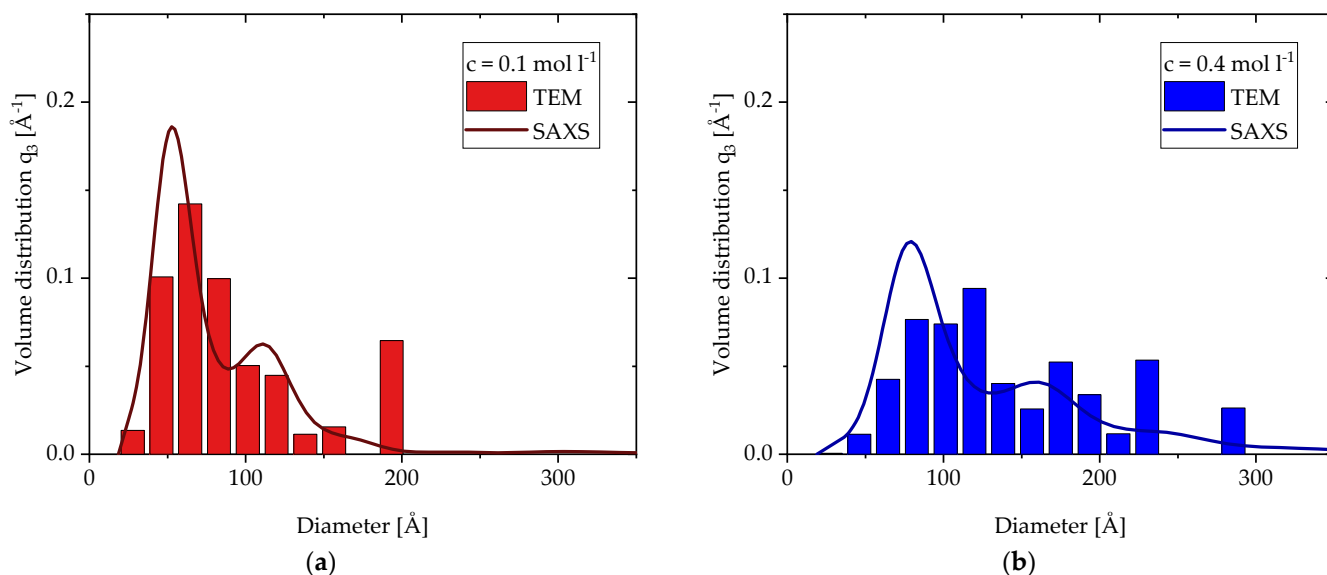 c = 0.1 mol l⁻¹
TEM
SAXS
Volume distribution q₃ [Å⁻¹]
0.2
0.1
0.0
0
100
200
300
Diameter [Å]
(a)
c = 0.4 mol l⁻¹
TEM
SAXS
Volume distribution q₃ [Å⁻¹]
0.2
0.1
0.0
0
100
200
300
Diameter [Å]
(b)